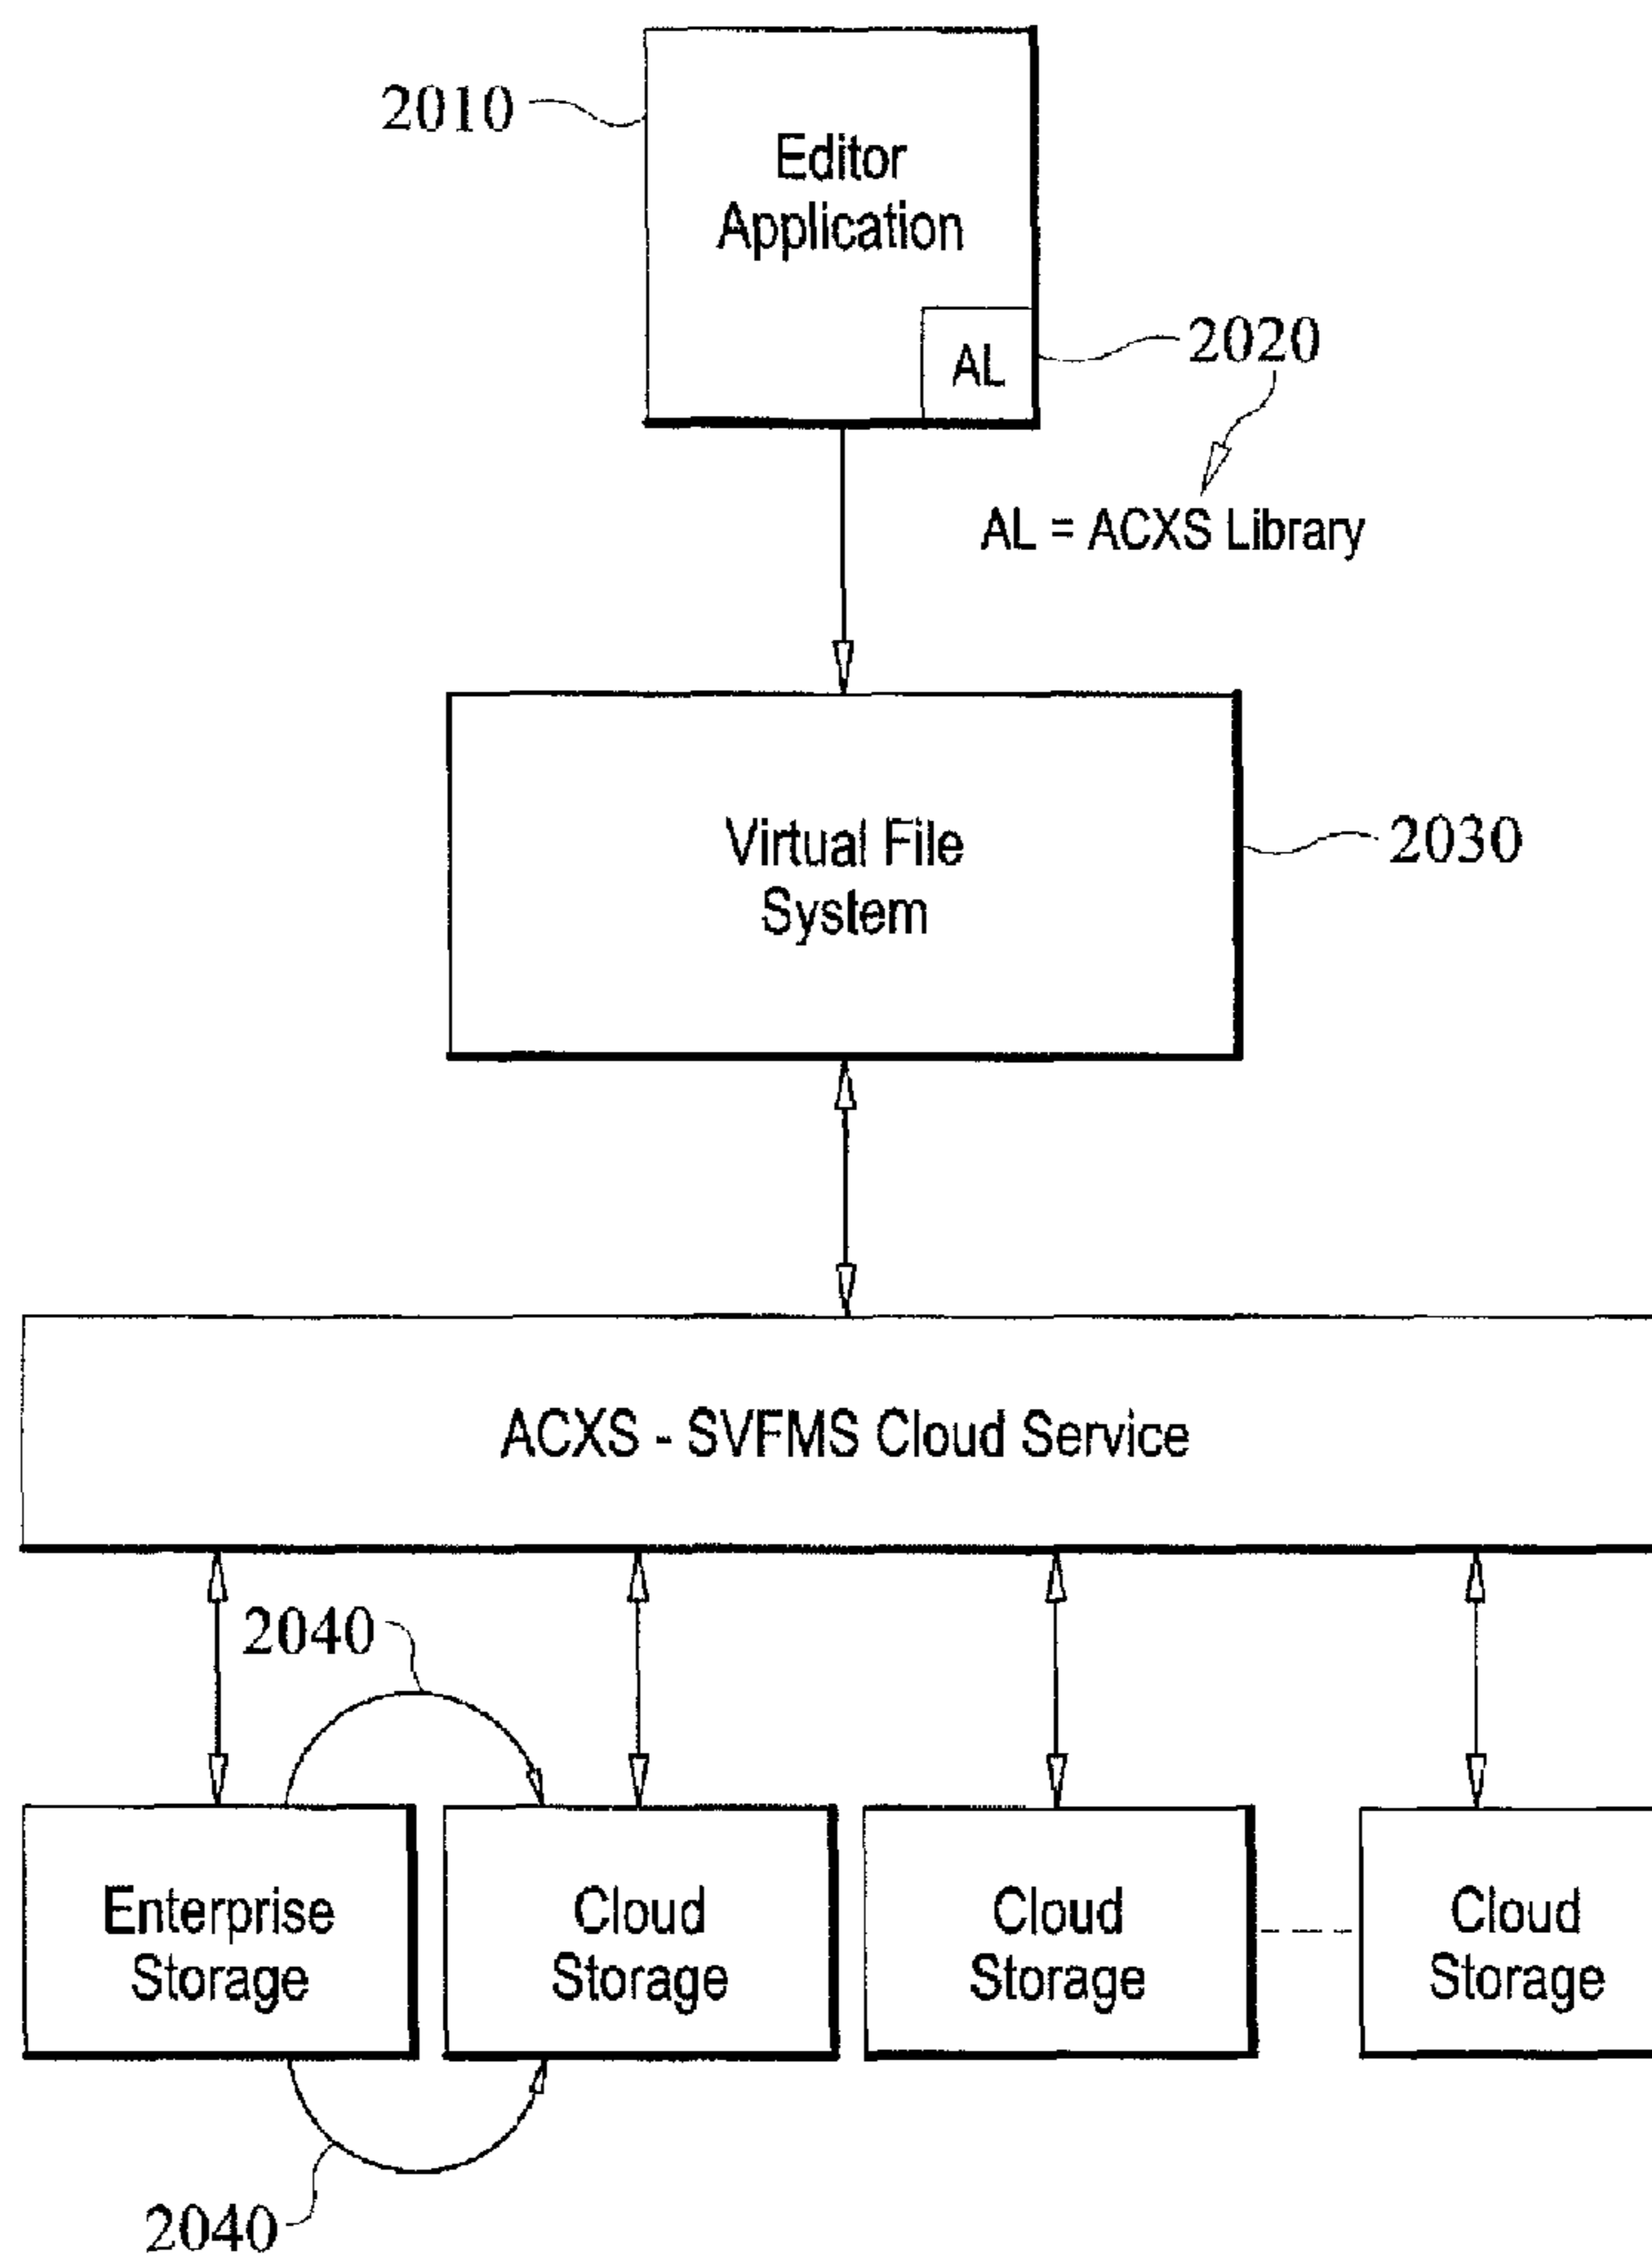 2010
Editor
Application
AL
2020
AL = ACXS Library
Virtual File
System
2030
ACXS - SVFMS Cloud Service
2040
Enterprise
Storage
Cloud
Storage
Cloud
Storage
Cloud
Storage
2040